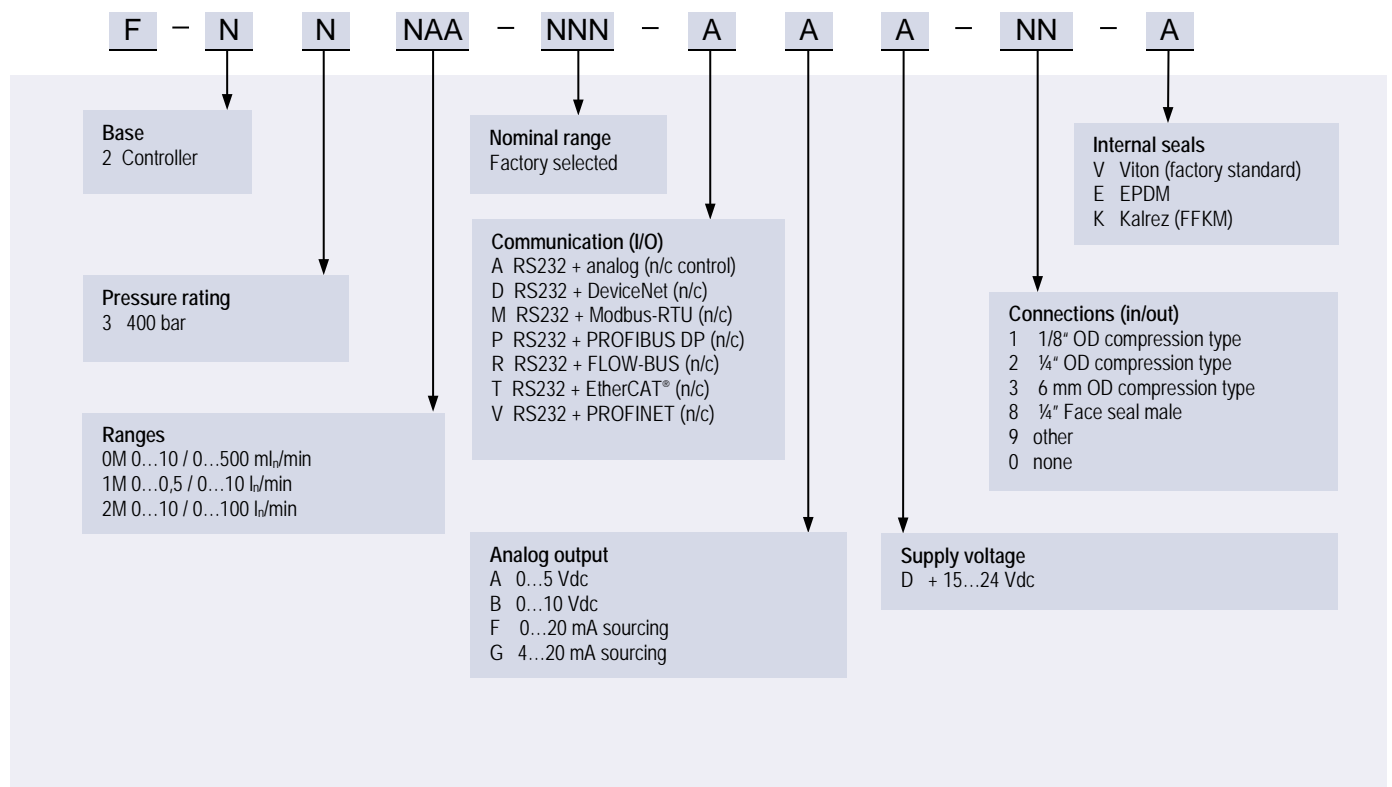 F – N N NAA – NNN – A A A – NN – A
Base
2 Controller
Pressure rating
3 400 bar
Ranges
0M 0…10 / 0…500 mlₙ/min
1M 0…0,5 / 0…10 lₙ/min
2M 0…10 / 0…100 lₙ/min
Nominal range
Factory selected
Communication (I/O)
A RS232 + analog (n/c control)
D RS232 + DeviceNet (n/c)
M RS232 + Modbus-RTU (n/c)
P RS232 + PROFIBUS DP (n/c)
R RS232 + FLOW-BUS (n/c)
T RS232 + EtherCAT® (n/c)
V RS232 + PROFINET (n/c)
Analog output
A 0…5 Vdc
B 0…10 Vdc
F 0…20 mA sourcing
G 4…20 mA sourcing
Supply voltage
D + 15…24 Vdc
Connections (in/out)
1 1/8“ OD compression type
2 ¼“ OD compression type
3 6 mm OD compression type
8 ¼” Face seal male
9 other
0 none
Internal seals
V Viton (factory standard)
E EPDM
K Kalrez (FFKM)